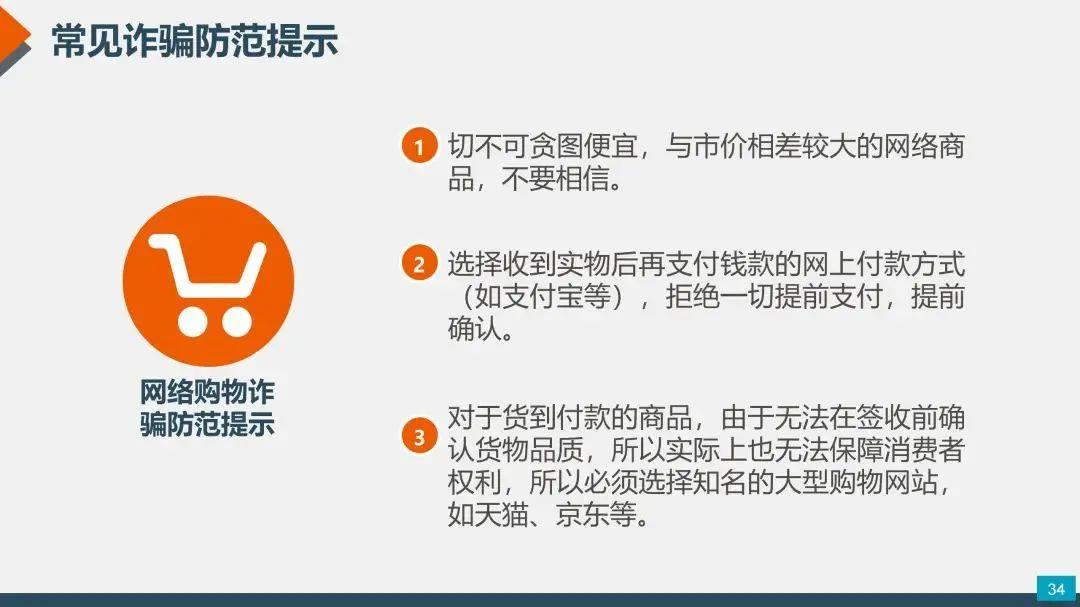 常见诈骗防范提示
1 切不可贪图便宜，与市价相差较大的网络商
品，不要相信。
2 选择收到实物后再支付钱款的网上付款方式
（如支付宝等），拒绝一切提前支付，提前
确认。
网络购物诈
骗防范提示
3 对于货到付款的商品，由于无法在签收前确
认货物品质，所以实际上也无法保障消费者
权利，所以必须选择知名的大型购物网站，
如天猫、京东等。
34